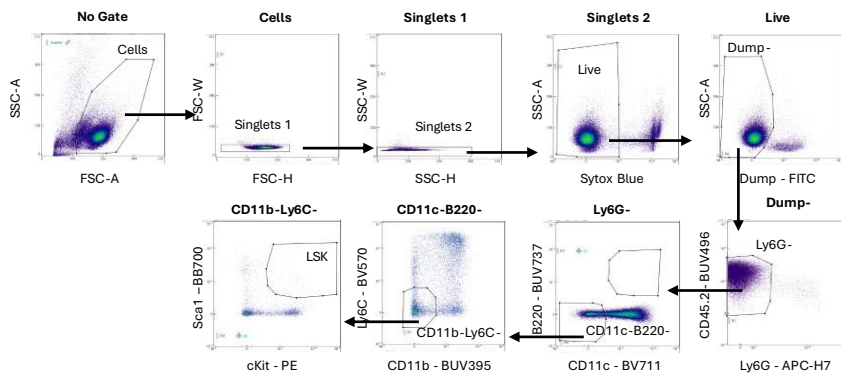 No Gate
Cells
Singlets 1
Singlets 2
Live
SSC-A
Cells
FSC-A
FSC-W
Singlets 1
FSC-H
SSC-W
Singlets 2
SSC-H
SSC-A
Live
Sytox Blue
SSC-A
Dump-
Dump - FITC
CD11b-Ly6C-
CD11c-B220-
Ly6G-
Dump-
Sca1 – BB700
LSK
cKit - PE
Ly6C - BV570
CD11b-Ly6C-
CD11b - BUV395
B220 - BUV737
CD11c-B220-
CD11c - BV711
CD45.2 - BUV496
Ly6G-
Ly6G - APC-H7